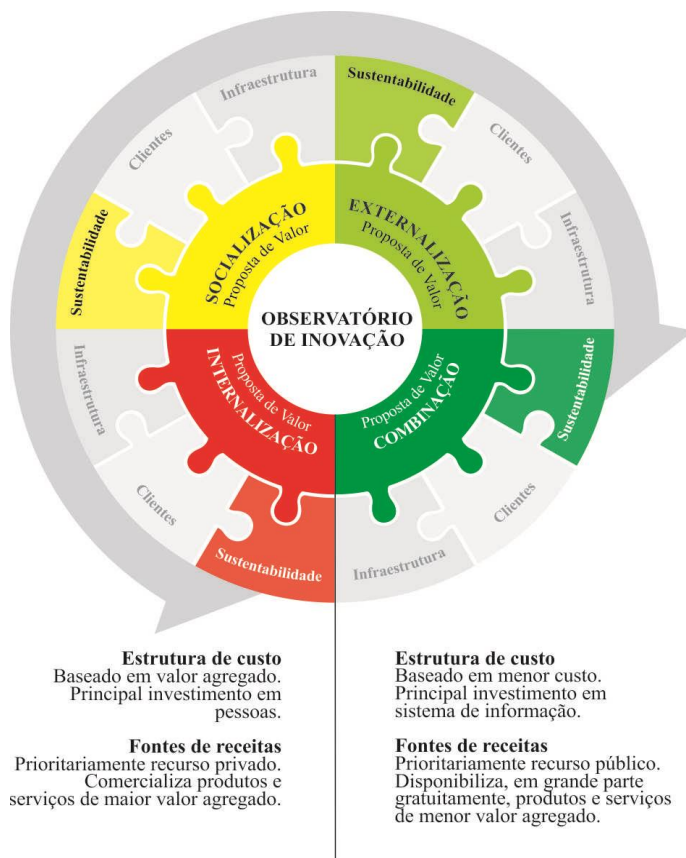 Infraestrutura
Sustentabilidade
Clientes
Clientes
Sustentabilidade
Infraestrutura
SOCIALIZAÇÃO
Proposta de Valor
EXTERNALIZAÇÃO
Proposta de Valor
OBSERVATÓRIO
DE INOVAÇÃO
Proposta de Valor
INTERNALIZAÇÃO
Proposta de Valor
COMBINAÇÃO
Infraestrutura
Sustentabilidade
Clientes
Clientes
Sustentabilidade
Infraestrutura
Estrutura de custo
Baseado em valor agregado.
Principal investimento em
pessoas.
Fontes de receitas
Prioritariamente recurso privado.
Comercializa produtos e
serviços de maior valor agregado.
Estrutura de custo
Baseado em menor custo.
Principal investimento em
sistema de informação.
Fontes de receitas
Prioritariamente recurso público.
Disponibiliza, em grande parte
gratuitamente, produtos e serviços
de menor valor agregado.